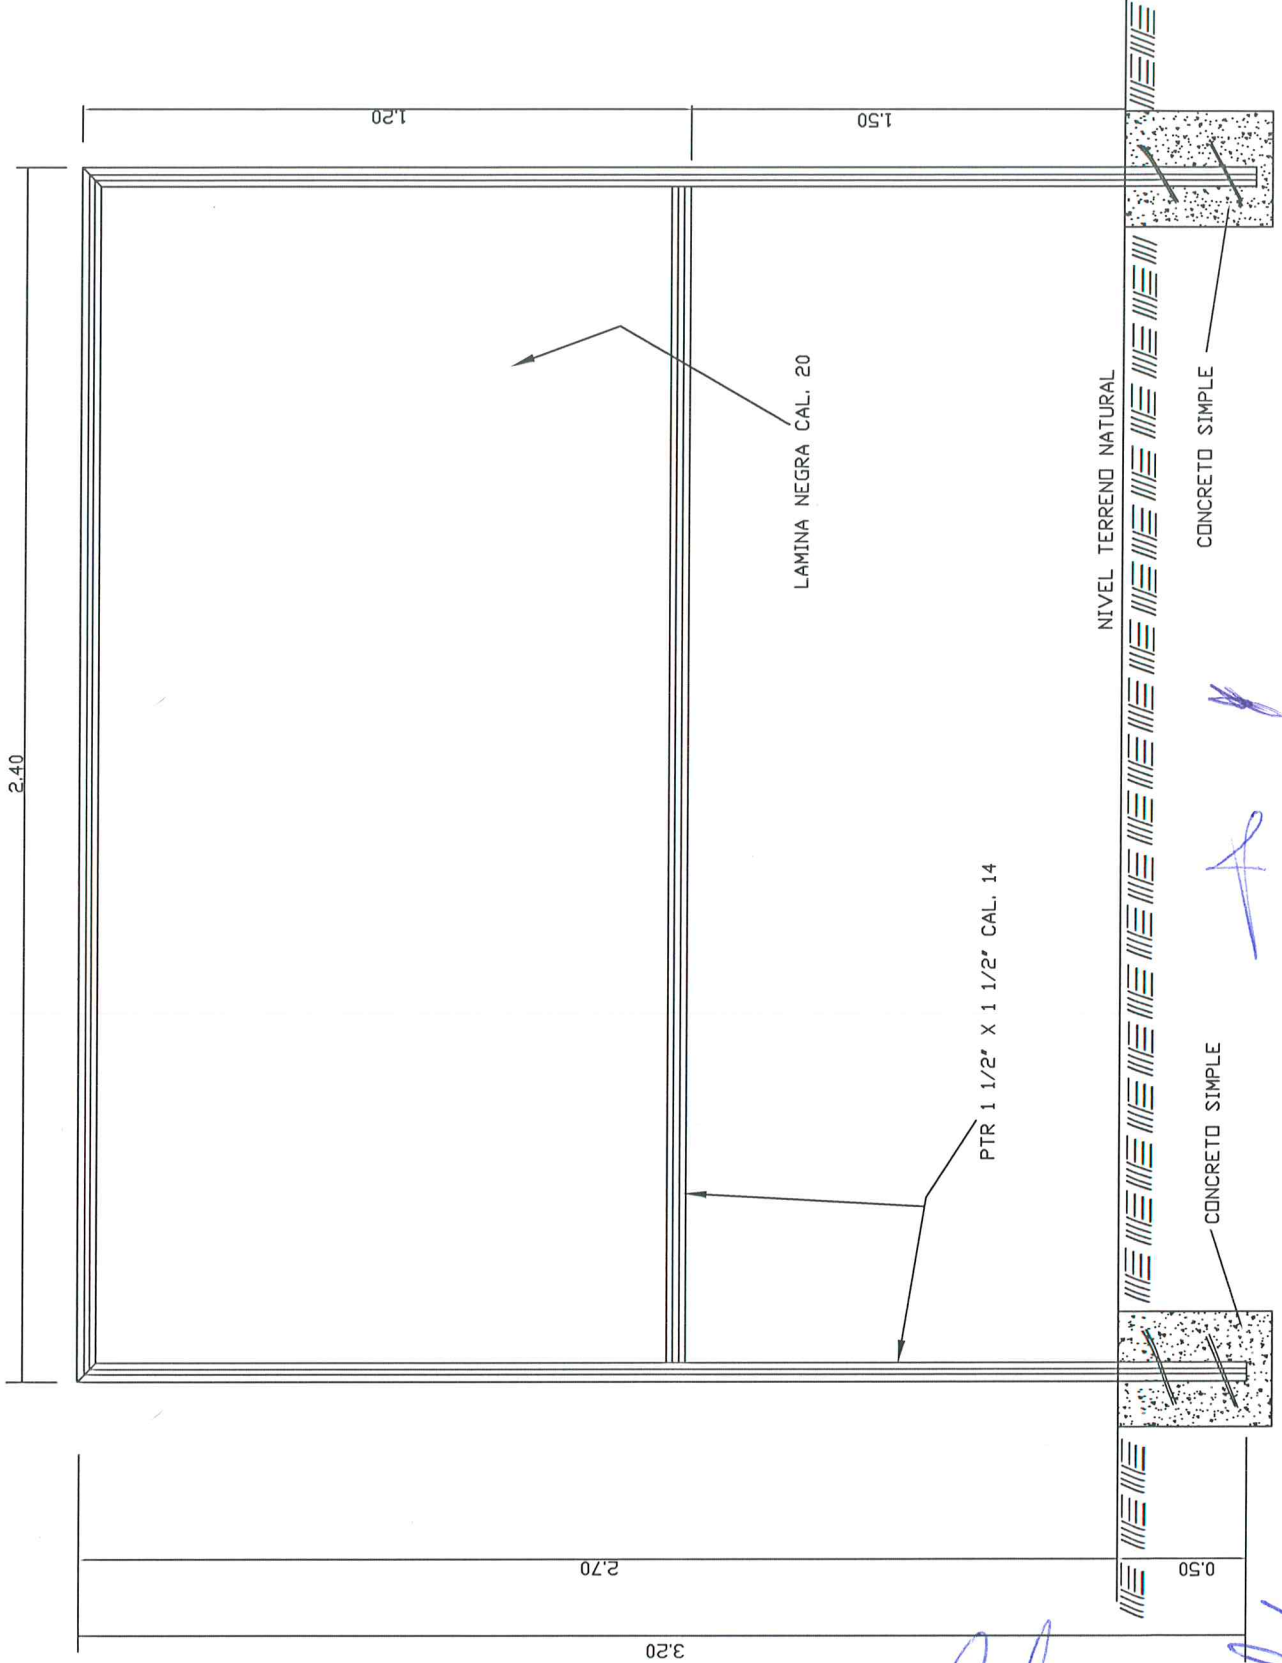 2.40
1.20
1.50
LAMINA NEGRA CAL. 20
NIVEL TERRENO NATURAL
CONCRETO SIMPLE
PTR 1 1/2" X 1 1/2" CAL. 14
CONCRETO SIMPLE
2.70
0.50
3.20